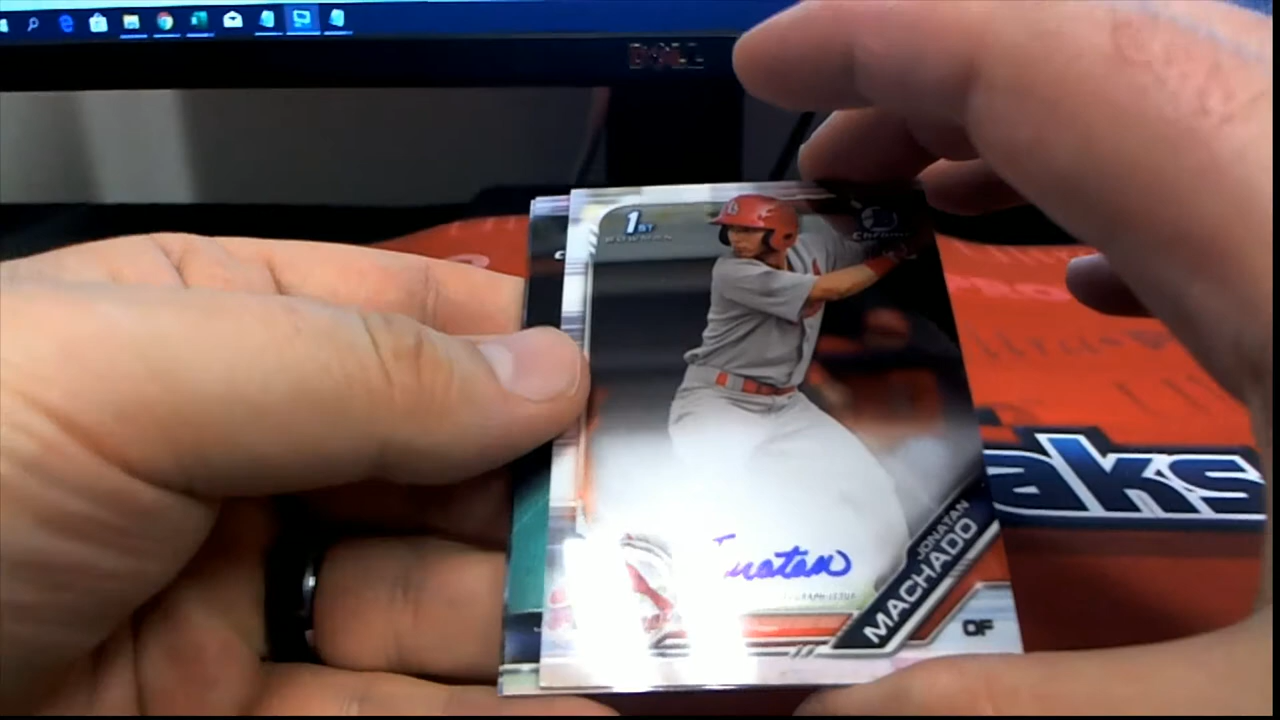 DELL
1ST
BOWMAN
Chrome
Jonatan
JONATAN
MACHADO
OF
aks